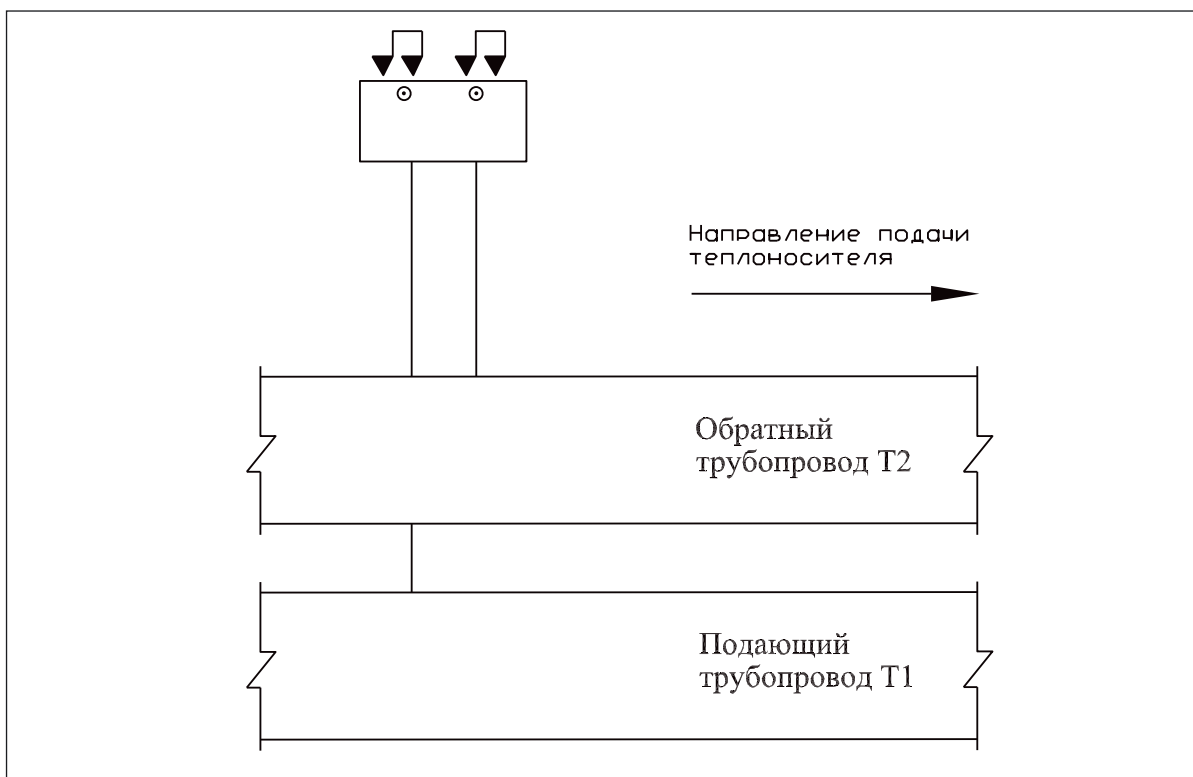 Направление подачи
теплоносителя
Обратный
трубопровод Т2
Подающий
трубопровод Т1